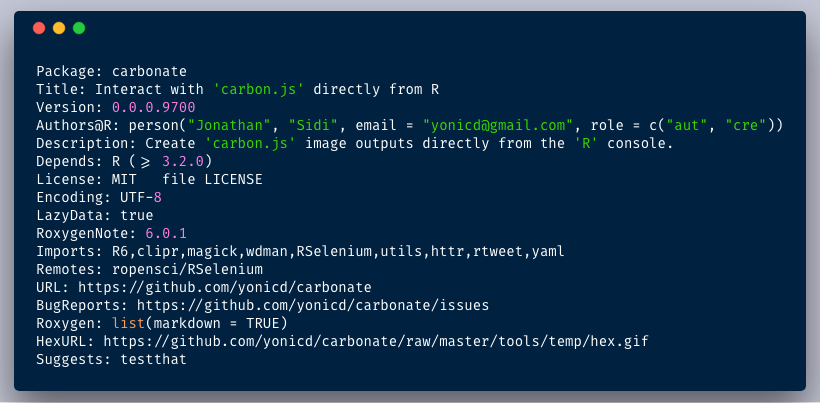 Package: carbonate
Title: Interact with 'carbon.js' directly from R
Version: 0.0.0.9700
Authors@R: person("Jonathan", "Sidi", email = "yonicd@gmail.com", role = c("aut", "cre"))
Description: Create 'carbon.js' image outputs directly from the 'R' console.
Depends: R (>= 3.2.0)
License: MIT   file LICENSE
Encoding: UTF-8
LazyData: true
RoxygenNote: 6.0.1
Imports: R6,clipr,magick,wdman,RSelenium,utils,httr,rtweet,yaml
Remotes: ropensci/RSelenium
URL: https://github.com/yonicd/carbonate
BugReports: https://github.com/yonicd/carbonate/issues
Roxygen: list(markdown = TRUE)
HexURL: https://github.com/yonicd/carbonate/raw/master/tools/temp/hex.gif
Suggests: testthat